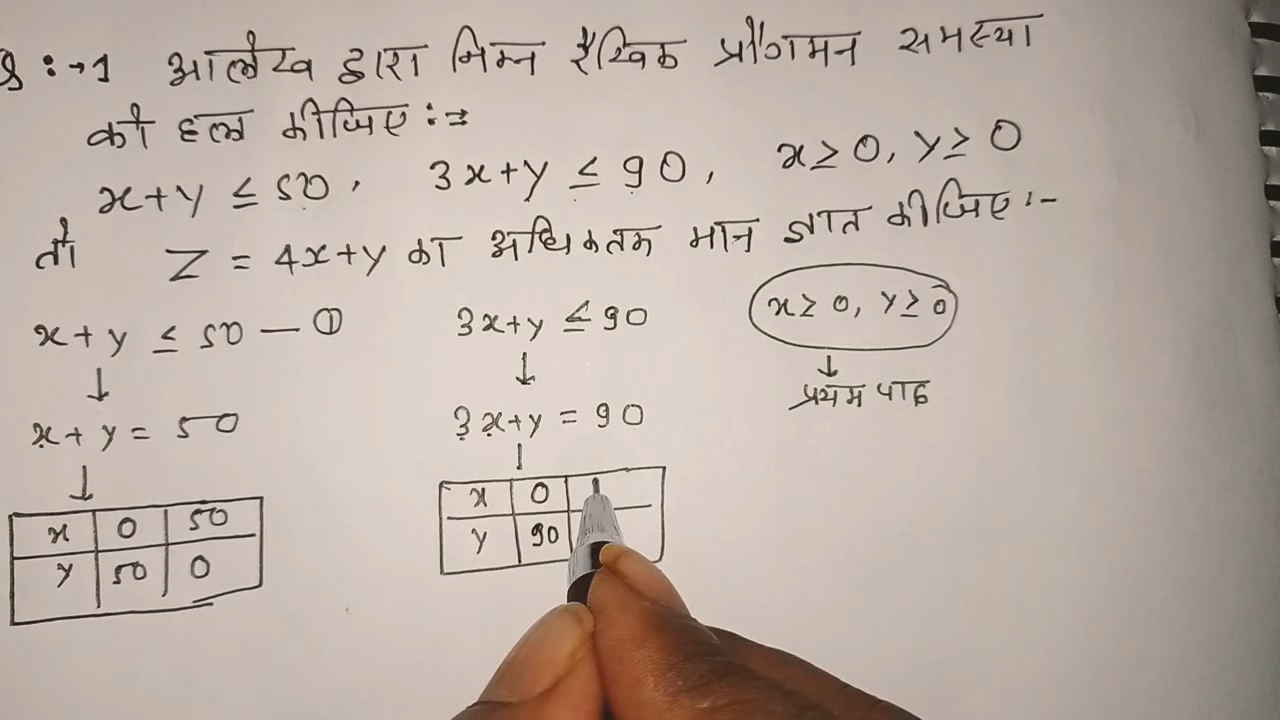 Q :→1 आलेख द्वारा निम्न रैखिक प्रोगामन समस्या
को हल कीजिए :⇒
x+y ≤ 50, 3x+y ≤ 90, x≥0, y≥0
तो Z = 4x+y का अधिकतम मान ज्ञात कीजिए :-
x+y ≤ 50 — ① 3x+y ≤ 90 x≥0, y≥0
↓ ↓ ↓
x+y = 50 3x+y = 90 प्रथम पाद
↓ ↓
x 0 50 x 0
y 50 0 y 90